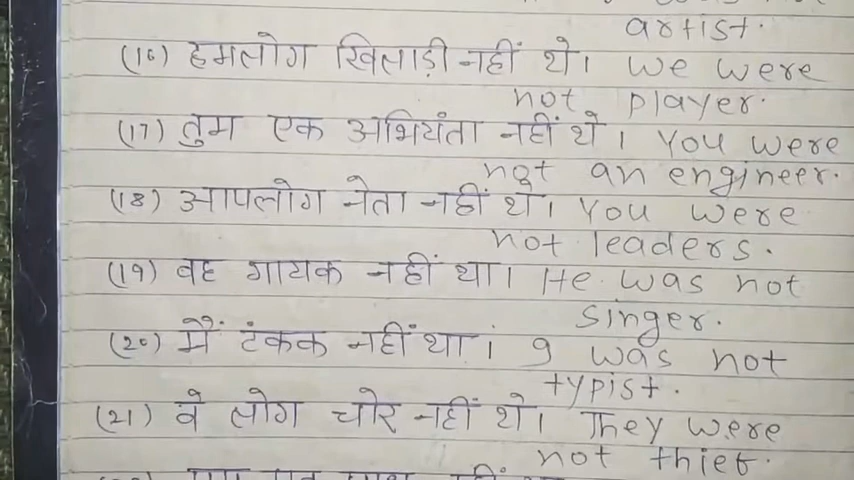 artist.
(16) हमलोग खिलाड़ी नहीं थे। We were
not player.
(17) तुम एक अभियंता नहीं थे। You were
not an engineer.
(18) आपलोग नेता नहीं थे। You were
not leaders.
(19) वह गायक नहीं था। He was not
singer.
(20) मैं टंकक नहीं था। I was not
typist.
(21) वे लोग चोर नहीं थे। They were
not thief.